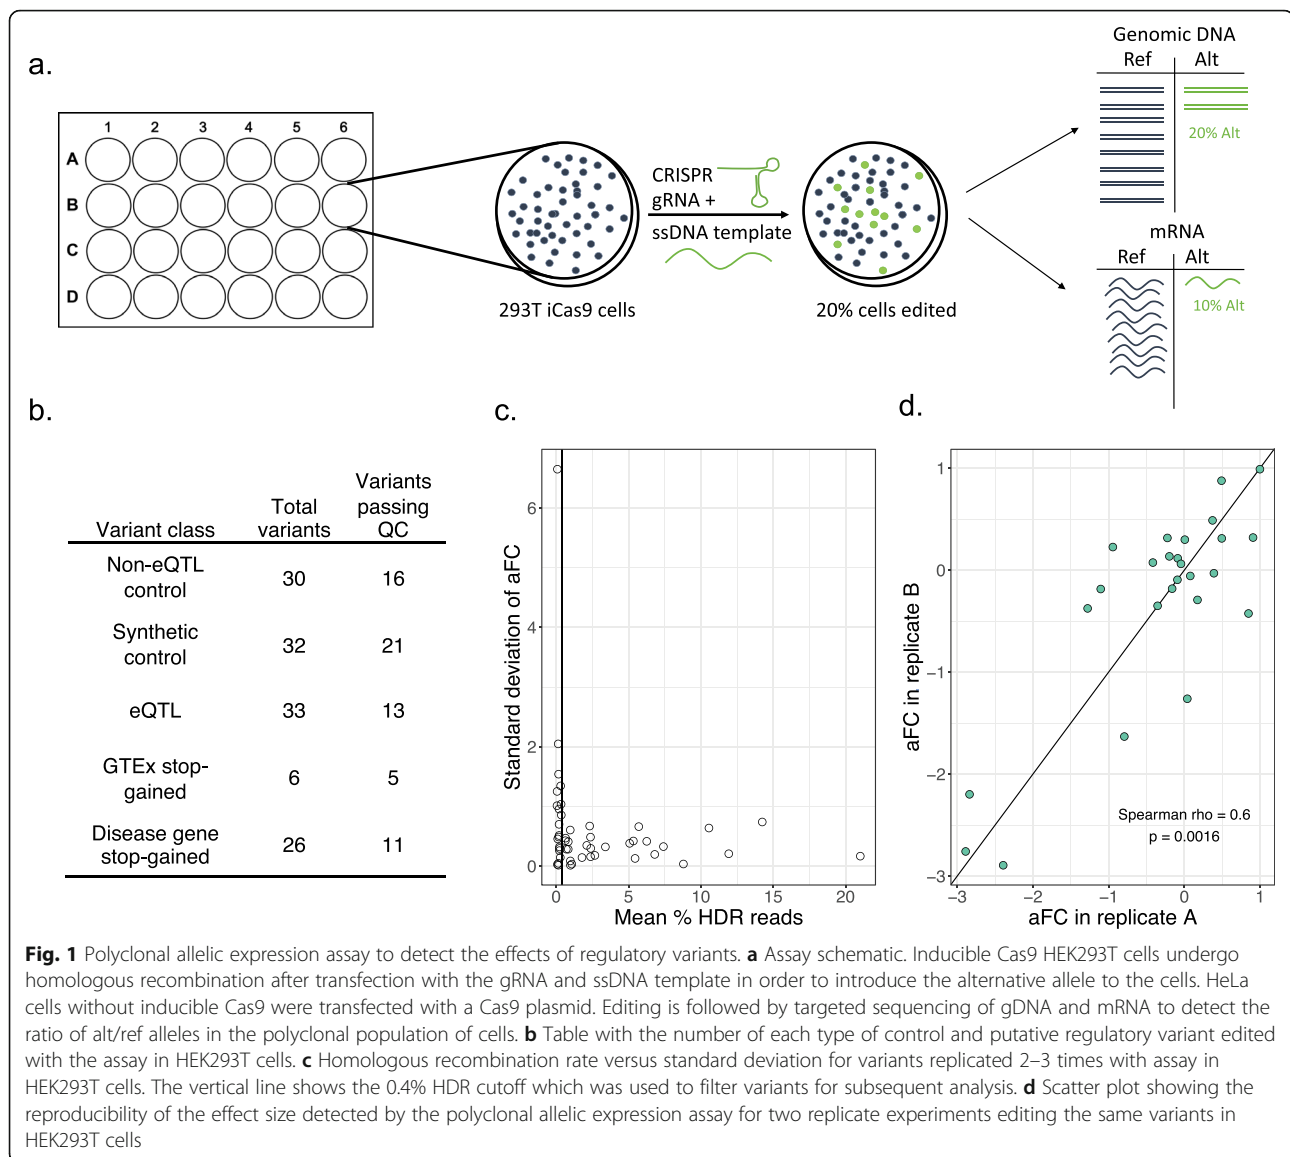 a.
1 2 3 4 5 6
A
B
C
D
293T iCas9 cells
CRISPR
gRNA +
ssDNA template
20% cells edited
Genomic DNA
Ref Alt
20% Alt
mRNA
Ref Alt
10% Alt
b.
Variant class Total variants Variants passing QC
Non-eQTL control 30 16
Synthetic control 32 21
eQTL 33 13
GTEx stop-gained 6 5
Disease gene stop-gained 26 11
c.
Standard deviation of aFC
6
4
2
0
0 5 10 15 20
Mean % HDR reads
d.
aFC in replicate B
1
0
−1
−2
−3
Spearman rho = 0.6
p = 0.0016
−3 −2 −1 0 1
aFC in replicate A
Fig. 1 Polyclonal allelic expression assay to detect the effects of regulatory variants. a Assay schematic. Inducible Cas9 HEK293T cells undergo
homologous recombination after transfection with the gRNA and ssDNA template in order to introduce the alternative allele to the cells. HeLa
cells without inducible Cas9 were transfected with a Cas9 plasmid. Editing is followed by targeted sequencing of gDNA and mRNA to detect the
ratio of alt/ref alleles in the polyclonal population of cells. b Table with the number of each type of control and putative regulatory variant edited
with the assay in HEK293T cells. c Homologous recombination rate versus standard deviation for variants replicated 2–3 times with assay in
HEK293T cells. The vertical line shows the 0.4% HDR cutoff which was used to filter variants for subsequent analysis. d Scatter plot showing the
reproducibility of the effect size detected by the polyclonal allelic expression assay for two replicate experiments editing the same variants in
HEK293T cells